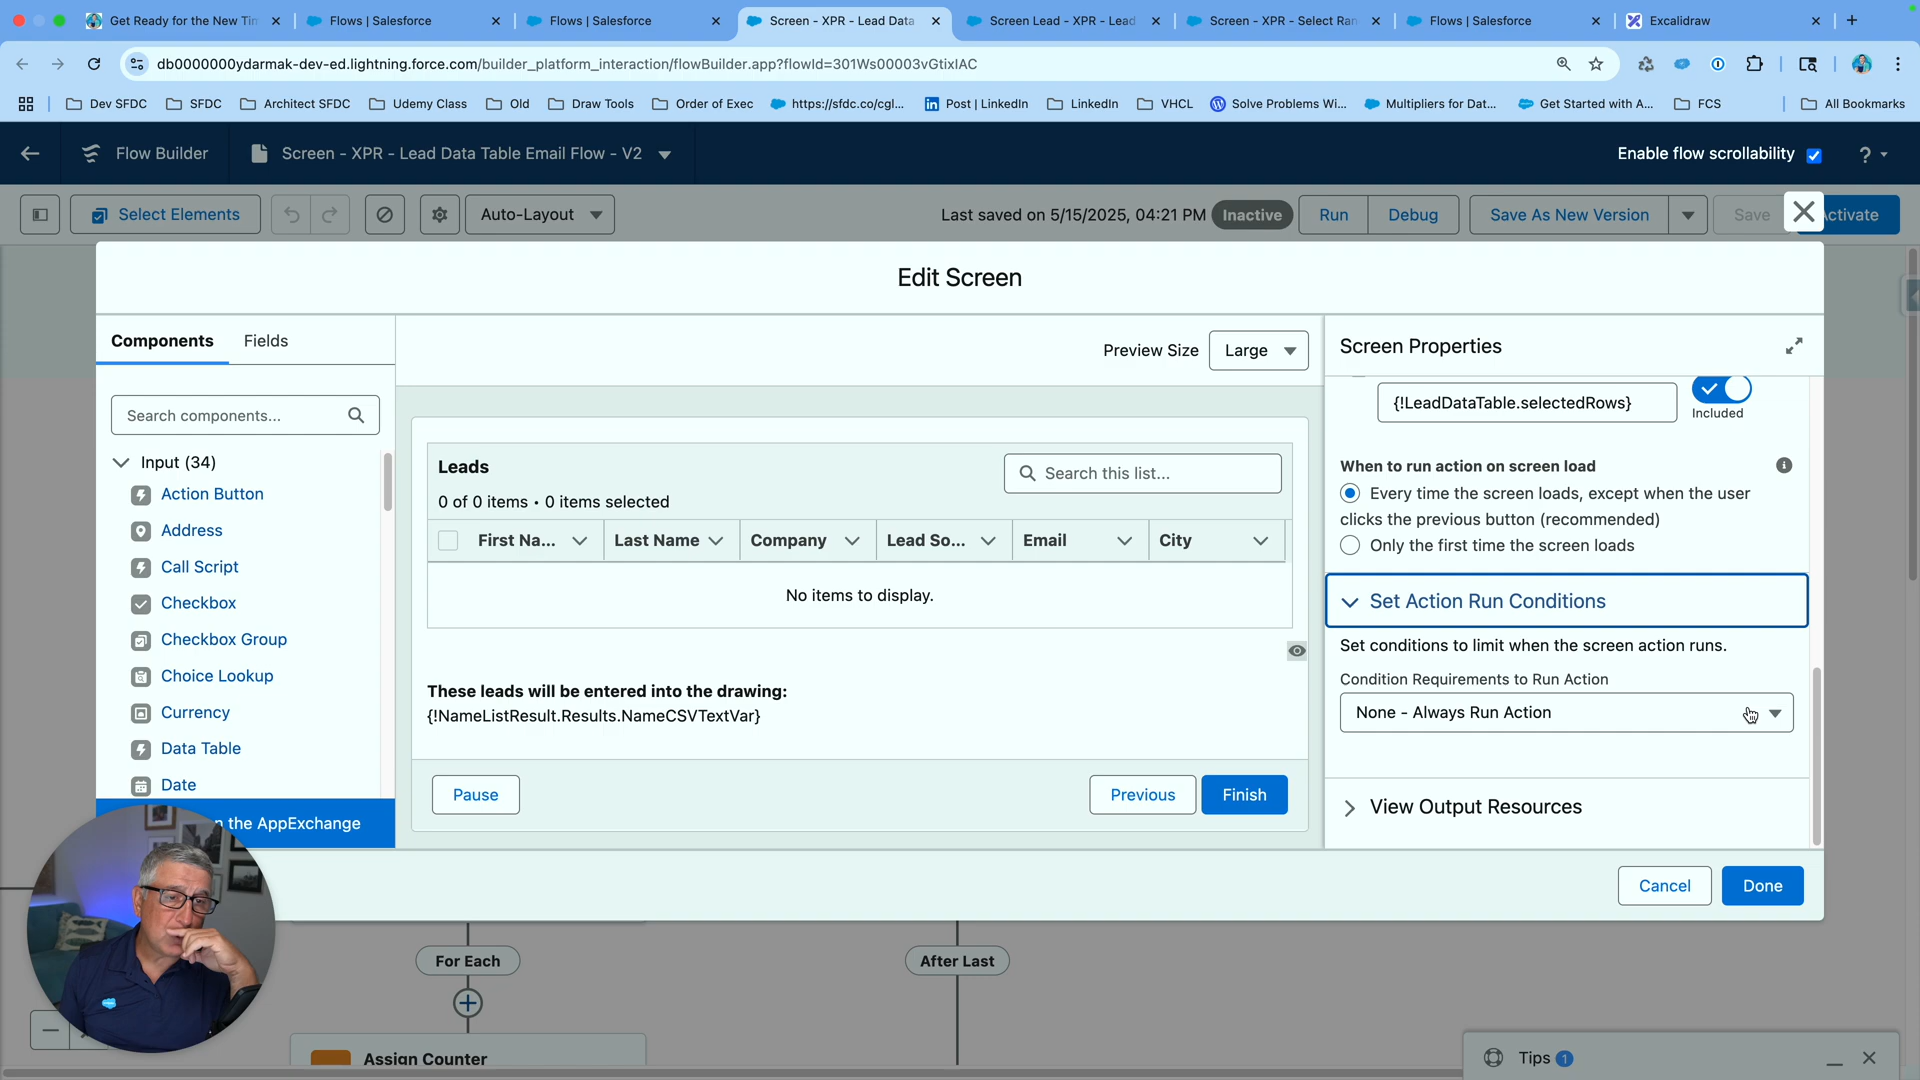 Get Ready for the New Tin
Flows | Salesforce
Flows | Salesforce
Screen - XPR - Lead Data
Screen Lead - XPR - Lead
Screen - XPR - Select Ran
Flows | Salesforce
Excalidraw
db0000000ydarmak-dev-ed.lightning.force.com/builder_platform_interaction/flowBuilder.app?flowId=301Ws00003vGtixIAC
Dev SFDC
SFDC
Architect SFDC
Udemy Class
Old
Draw Tools
Order of Exec
https://sfdc.co/cgl...
Post | LinkedIn
LinkedIn
VHCL
Solve Problems Wi...
Multipliers for Dat...
Get Started with A...
FCS
All Bookmarks
Flow Builder
Screen - XPR - Lead Data Table Email Flow - V2
Enable flow scrollability
?
Select Elements
Auto-Layout
Last saved on 5/15/2025, 04:21 PM
Inactive
Run
Debug
Save As New Version
Save
ctivate
Edit Screen
Components
Fields
Search components...
Input (34)
Action Button
Address
Call Script
Checkbox
Checkbox Group
Choice Lookup
Currency
Data Table
Date
n the AppExchange
Preview Size
Large
Leads
0 of 0 items • 0 items selected
Search this list...
First Na...
Last Name
Company
Lead So...
Email
City
No items to display.
These leads will be entered into the drawing:
{!NameListResult.Results.NameCSVTextVar}
Pause
Previous
Finish
Screen Properties
{!LeadDataTable.selectedRows}
Included
When to run action on screen load
Every time the screen loads, except when the user
clicks the previous button (recommended)
Only the first time the screen loads
Set Action Run Conditions
Set conditions to limit when the screen action runs.
Condition Requirements to Run Action
None - Always Run Action
View Output Resources
Cancel
Done
For Each
After Last
Assign Counter
Tips 1